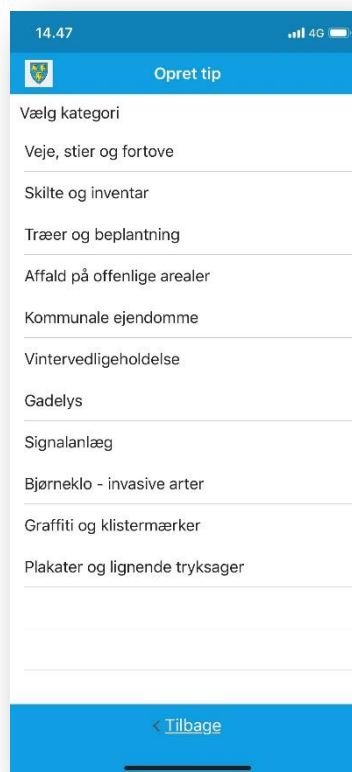 14.47
4G
Opret tip
Vælg kategori
Veje, stier og fortove
Skilte og inventar
Træer og beplantning
Affald på offenlige arealer
Kommunale ejendomme
Vintervedligeholdelse
Gadelys
Signalanlæg
Bjørneklo - invasive arter
Graffiti og klistermærker
Plakater og lignende tryksager
< Tilbage